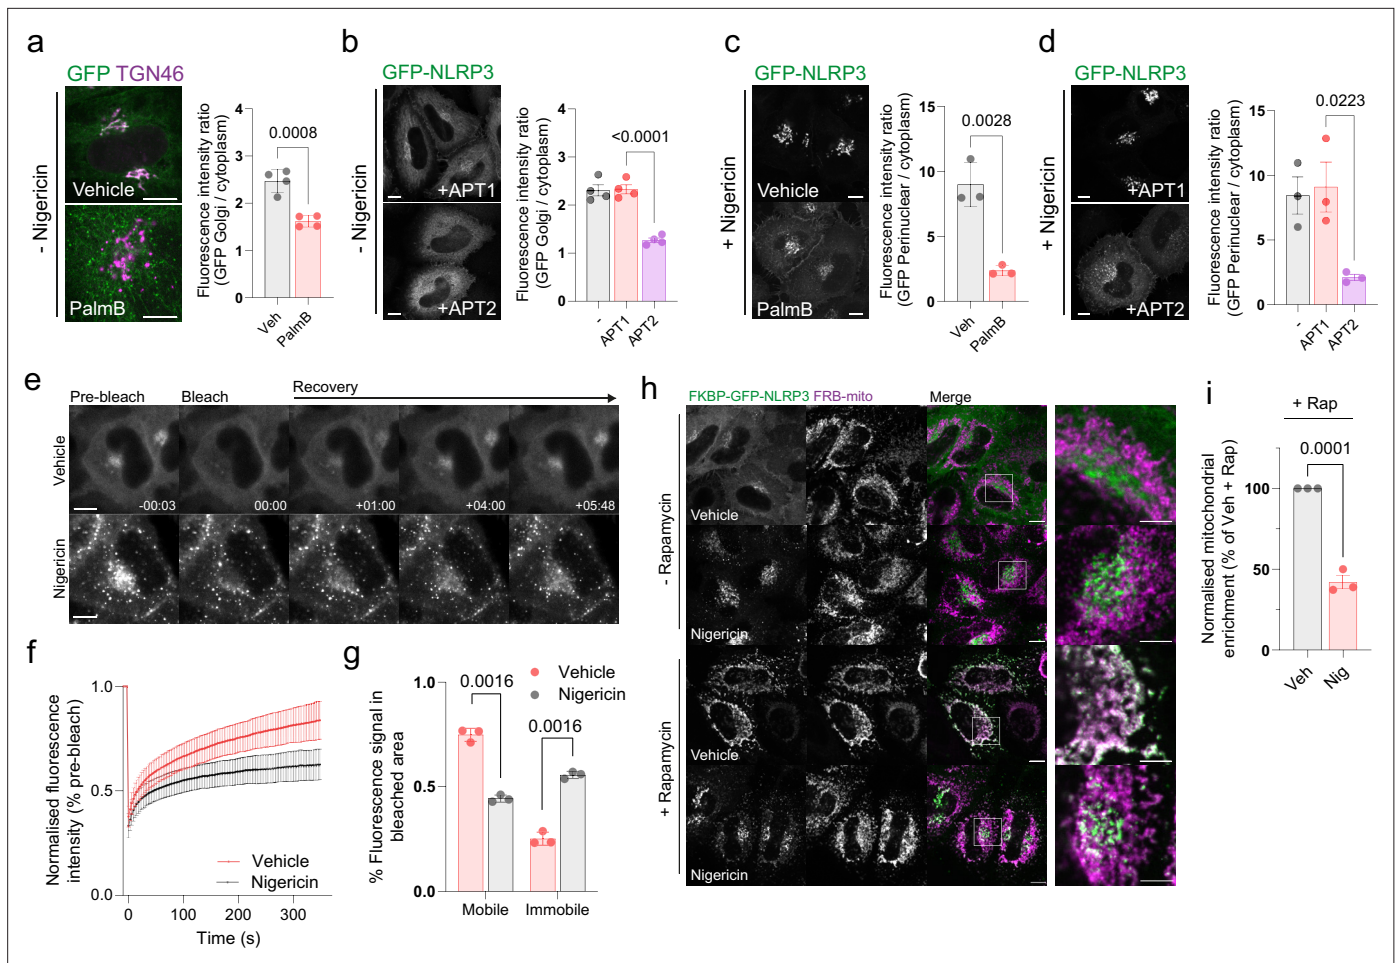 a
GFP TGN46
- Nigericin
Vehicle
PalmB
Fluorescence intensity ratio
(GFP Golgi / cytoplasm)
4
3
2
1
0
0.0008
Veh
PalmB
b
GFP-NLRP3
- Nigericin
+APT1
+APT2
Fluorescence intensity ratio
(GFP Golgi / cytoplasm)
4
3
2
1
0
<0.0001
-
APT1
APT2
c
GFP-NLRP3
+ Nigericin
Vehicle
PalmB
Fluorescence intensity ratio
(GFP Perinuclear / cytoplasm)
15
10
5
0
0.0028
Veh
PalmB
d
GFP-NLRP3
+ Nigericin
+APT1
+APT2
Fluorescence intensity ratio
(GFP Perinuclear / cytoplasm)
15
10
5
0
0.0223
-
APT1
APT2
e
Pre-bleach
Bleach
Recovery
Vehicle
-00:03
00:00
+01:00
+04:00
+05:48
Nigericin
f
Normalised fluorescence
intensity (% pre-bleach)
1.0
0.5
0.0
Vehicle
Nigericin
0
100
200
300
Time (s)
g
% Fluorescence signal in
bleached area
1.0
0.5
0.0
Vehicle
Nigericin
0.0016
0.0016
Mobile
Immobile
h
FKBP-GFP-NLRP3 FRB-mito
Merge
- Rapamycin
Vehicle
Nigericin
+ Rapamycin
Vehicle
Nigericin
i
+ Rap
0.0001
Normalised mitochondrial
enrichment (% of Veh + Rap)
100
50
0
Veh
Nig